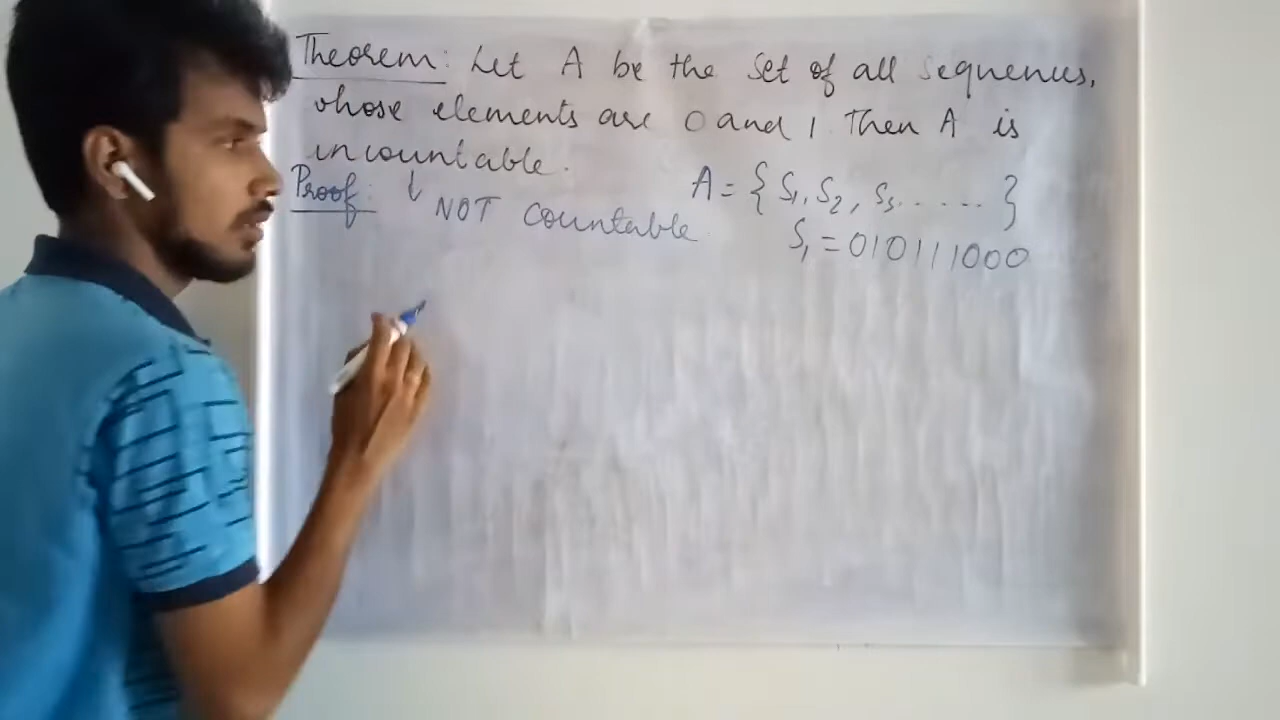 Theorem: Let A be the set of all sequences,
whose elements are 0 and 1. Then A is
uncountable.
Proof: NOT Countable
A = { S₁, S₂, S₃ ..... }
S₁ = 010111000